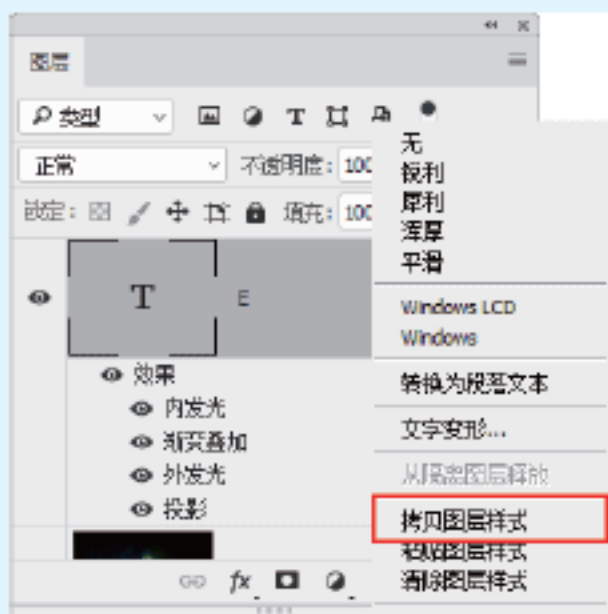 图层
类型
T
正常
不透明度: 100
锁定:
填充: 100
T
E
效果
内发光
渐变叠加
外发光
投影
fx
无
锐利
犀利
浑厚
平滑
Windows LCD
Windows
转换为段落文本
文字变形...
从隔离图层释放
拷贝图层样式
粘贴图层样式
清除图层样式